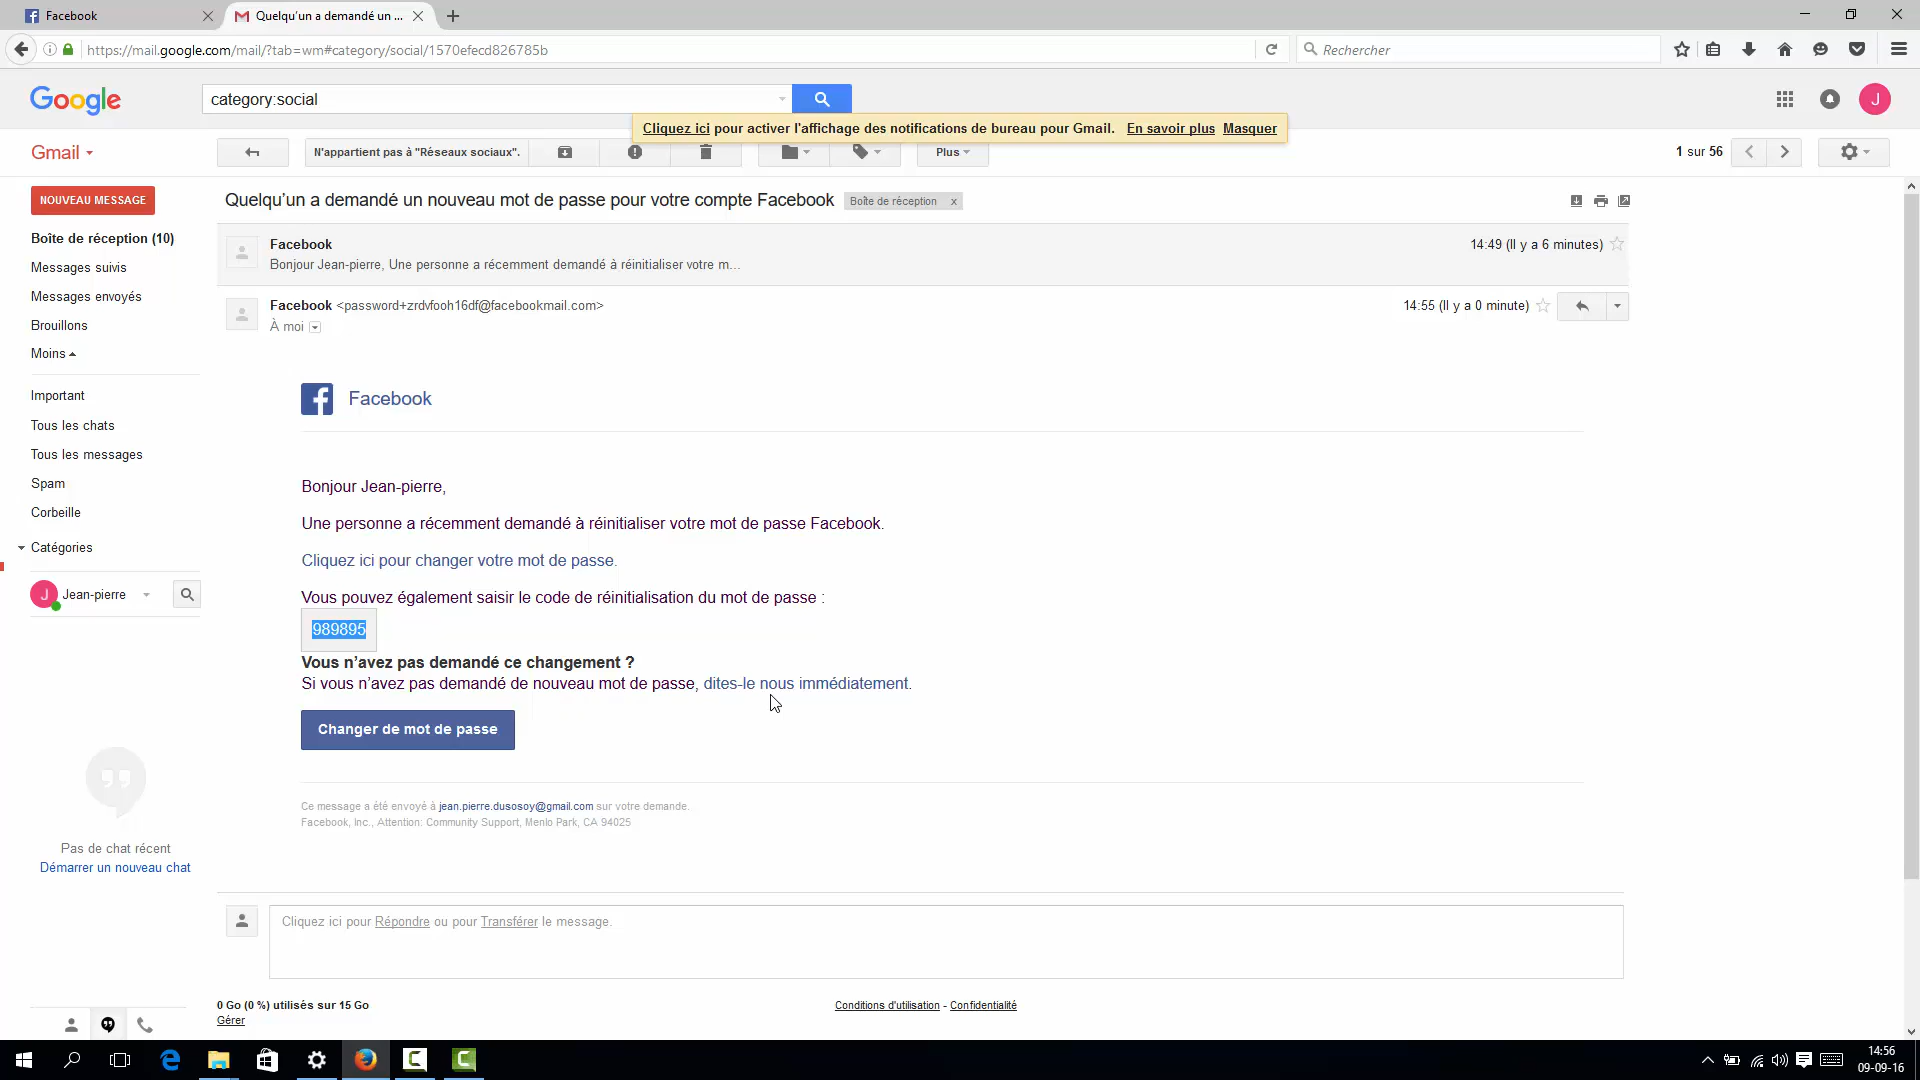 Facebook
Quelqu'un a demandé un ...
https://mail.google.com/mail/?tab=wm#category/social/1570efecd826785b
Rechercher
Google
category:social
J
Cliquez ici pour activer l'affichage des notifications de bureau pour Gmail. En savoir plus Masquer
Gmail
N'appartient pas à "Réseaux sociaux".
Plus
1 sur 56
NOUVEAU MESSAGE
Quelqu'un a demandé un nouveau mot de passe pour votre compte Facebook
Boîte de réception x
Boîte de réception (10)
Messages suivis
Messages envoyés
Brouillons
Moins
Important
Tous les chats
Tous les messages
Spam
Corbeille
Catégories
J Jean-pierre
Pas de chat récent
Démarrer un nouveau chat
Facebook
14:49 (Il y a 6 minutes)
Bonjour Jean-pierre, Une personne a récemment demandé à réinitialiser votre m...
Facebook <password+zrdvfooh16df@facebookmail.com>
14:55 (Il y a 0 minute)
À moi
Facebook
Bonjour Jean-pierre,
Une personne a récemment demandé à réinitialiser votre mot de passe Facebook.
Cliquez ici pour changer votre mot de passe.
Vous pouvez également saisir le code de réinitialisation du mot de passe :
989895
Vous n'avez pas demandé ce changement ?
Si vous n'avez pas demandé de nouveau mot de passe, dites-le nous immédiatement.
Changer de mot de passe
Ce message a été envoyé à jean.pierre.dusosoy@gmail.com sur votre demande.
Facebook, Inc., Attention: Community Support, Menlo Park, CA 94025
Cliquez ici pour Répondre ou pour Transférer le message.
0 Go (0 %) utilisés sur 15 Go
Gérer
Conditions d'utilisation - Confidentialité
14:56
09-09-16